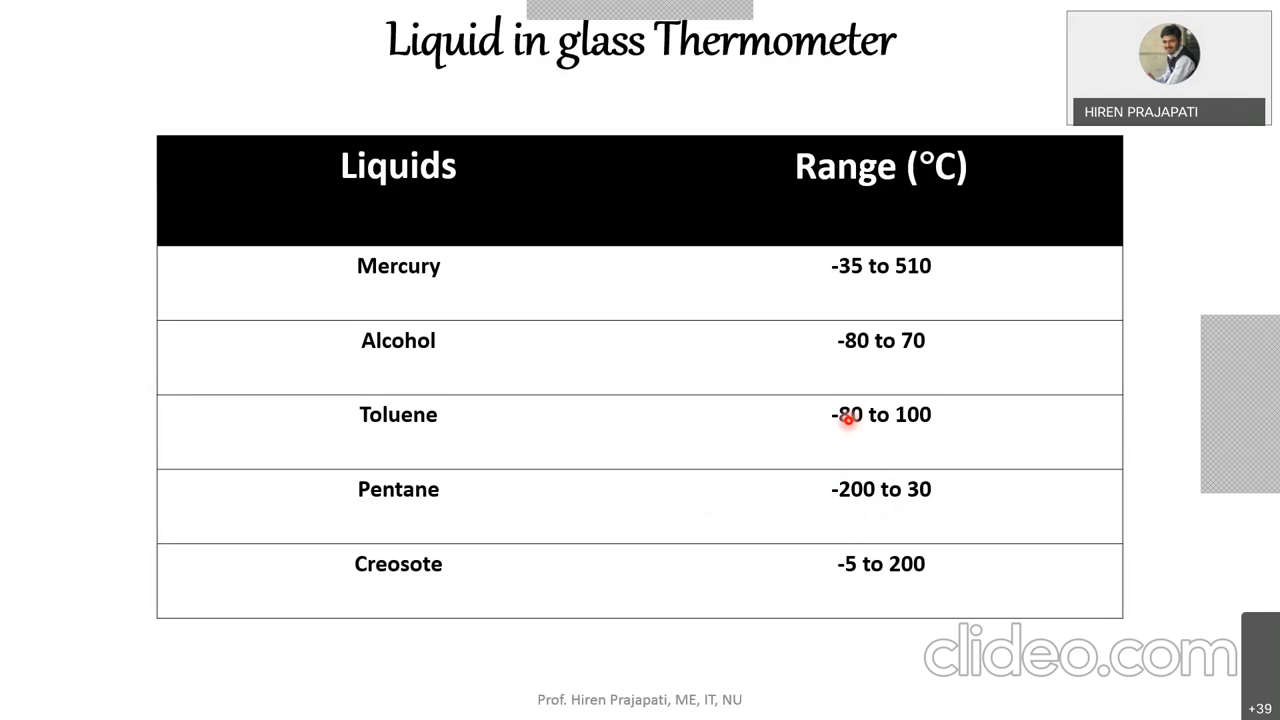 Liquid in glass Thermometer
HIREN PRAJAPATI
Liquids Range (°C)
Mercury -35 to 510
Alcohol -80 to 70
Toluene -80 to 100
Pentane -200 to 30
Creosote -5 to 200
clideo.com
Prof. Hiren Prajapati, ME, IT, NU
+39